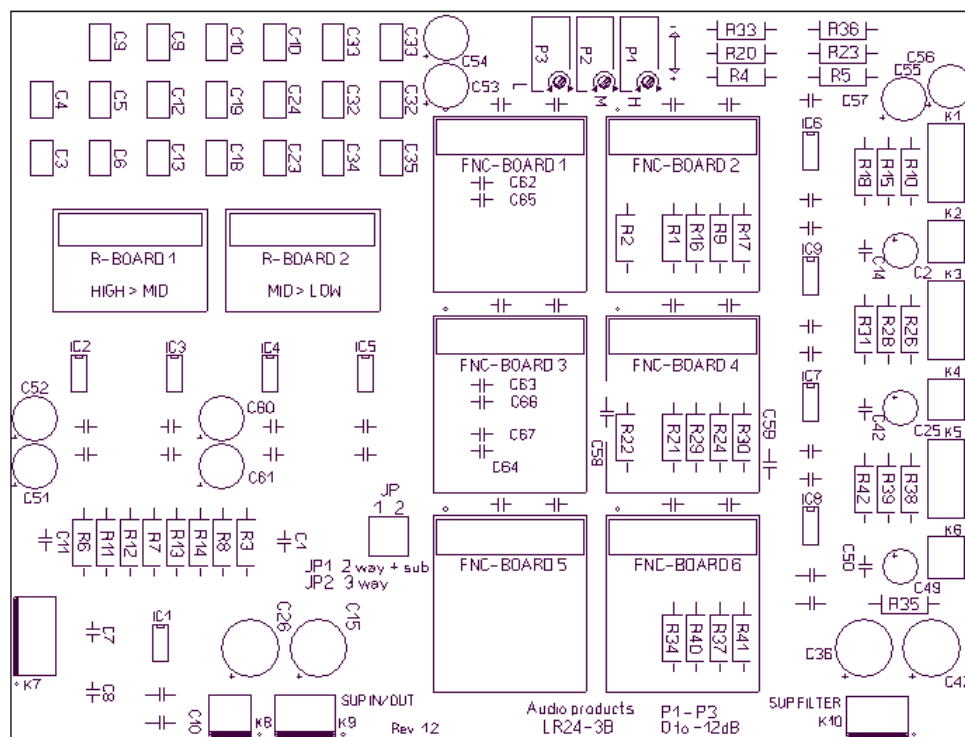 C9 C9 C10 C10 C33 C33 C54
P3 P2 P1 L M H
R33 R36
R20 R23
R4 R5
C56
C55
C53
C57
C4 C5 C12 C19 C24 C32 C32
K1
IC6
C3 C6 C13 C18 C23 C34 C35
FNC-BOARD 1
FNC-BOARD 2
C62
C65
R18 R15 R10
R2 R1 R16 R9 R17
K2
R-BOARD 1
HIGH > MID
R-BOARD 2
MID > LOW
IC9
C14
C2
K3
R31 R28 R26
IC2 IC3 IC4 IC5
FNC-BOARD 3
FNC-BOARD 4
IC7
K4
C63
C66
C52
C60
C67
C64
C58
R22 R21 R29 R24 R30
C59
C42
C25
K5
C51
C61
R42 R39 R38
IC8
JP
1 2
C11 R6 R11 R12 R7 R13 R14 R8 R3 C1
JP1 2 way + sub
JP2 3 way
FNC-BOARD 5
FNC-BOARD 6
K6
C50
C49
R35
C7
IC1
C26
C15
R34 R40 R37 R41
C36
C43
K7
C8
C10
K8
SUP IN/OUT
K9
Rev 12
Audio products
LR24-3B
P1-P3
0 to -12dB
SUP FILTER
K10